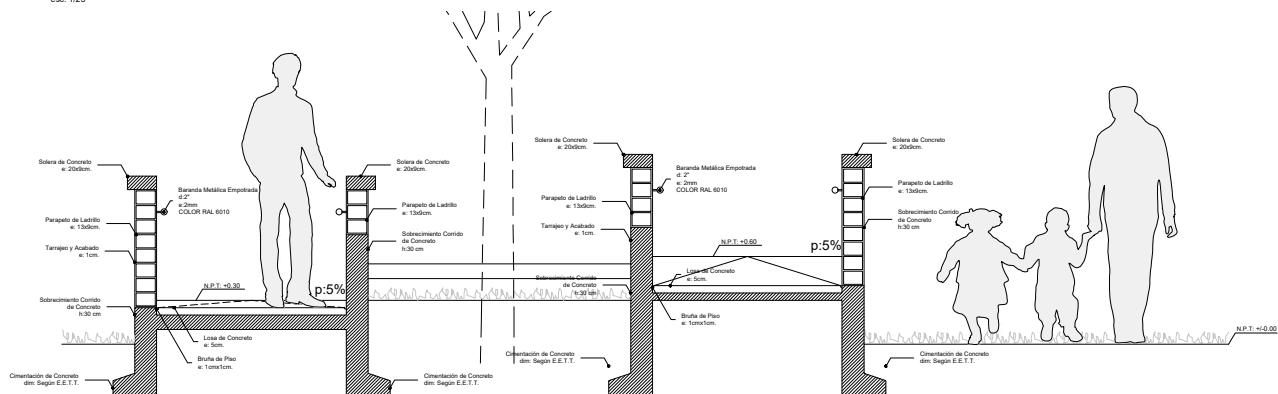 esc: 1/25
Solera de Concreto
e: 20x9cm.
Baranda Metálica Empotrada
d:2"
e:2mm
COLOR RAL 6010
Parapeto de Ladrillo
e: 13x9cm.
Tarrajeo y Acabado
e: 1cm.
Sobrecimiento Corrido
de Concreto
h:30 cm
Cimentación de Concreto
dim: Según E.E.T.T.
N.P.T: +0.30
p:5%
Losa de Concreto
e: 5cm.
Bruña de Piso
e: 1cmx1cm.
Solera de Concreto
e: 20x9cm.
Parapeto de Ladrillo
e: 13x9cm.
Sobrecimiento Corrido
de Concreto
h:30 cm
Cimentación de Concreto
dim: Según E.E.T.T.
Solera de Concreto
e: 20x9cm.
Baranda Metálica Empotrada
d: 2"
e: 2mm
COLOR RAL 6010
Parapeto de Ladrillo
e: 13x9cm.
Tarrajeo y Acabado
e: 1cm.
Sobrecimiento Corrido
de Concreto
h:30 cm
Cimentación de Concreto
dim: Según E.E.T.T.
N.P.T: +0.60
p:5%
Losa de Concreto
e: 5cm.
Bruña de Piso
e: 1cmx1cm.
Solera de Concreto
e: 20x9cm.
Parapeto de Ladrillo
e: 13x9cm.
Sobrecimiento Corrido
de Concreto
h:30 cm
Cimentación de Concreto
dim: Según E.E.T.T.
N.P.T: +/-0.00